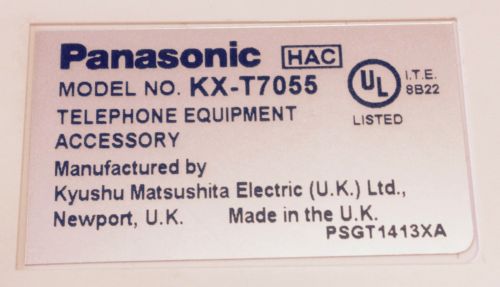 Panasonic HAC
MODEL NO. KX-T7055
UL LISTED
I.T.E.
8B22
TELEPHONE EQUIPMENT
ACCESSORY
Manufactured by
Kyushu Matsushita Electric (U.K.) Ltd.,
Newport, U.K. Made in the U.K.
PSGT1413XA